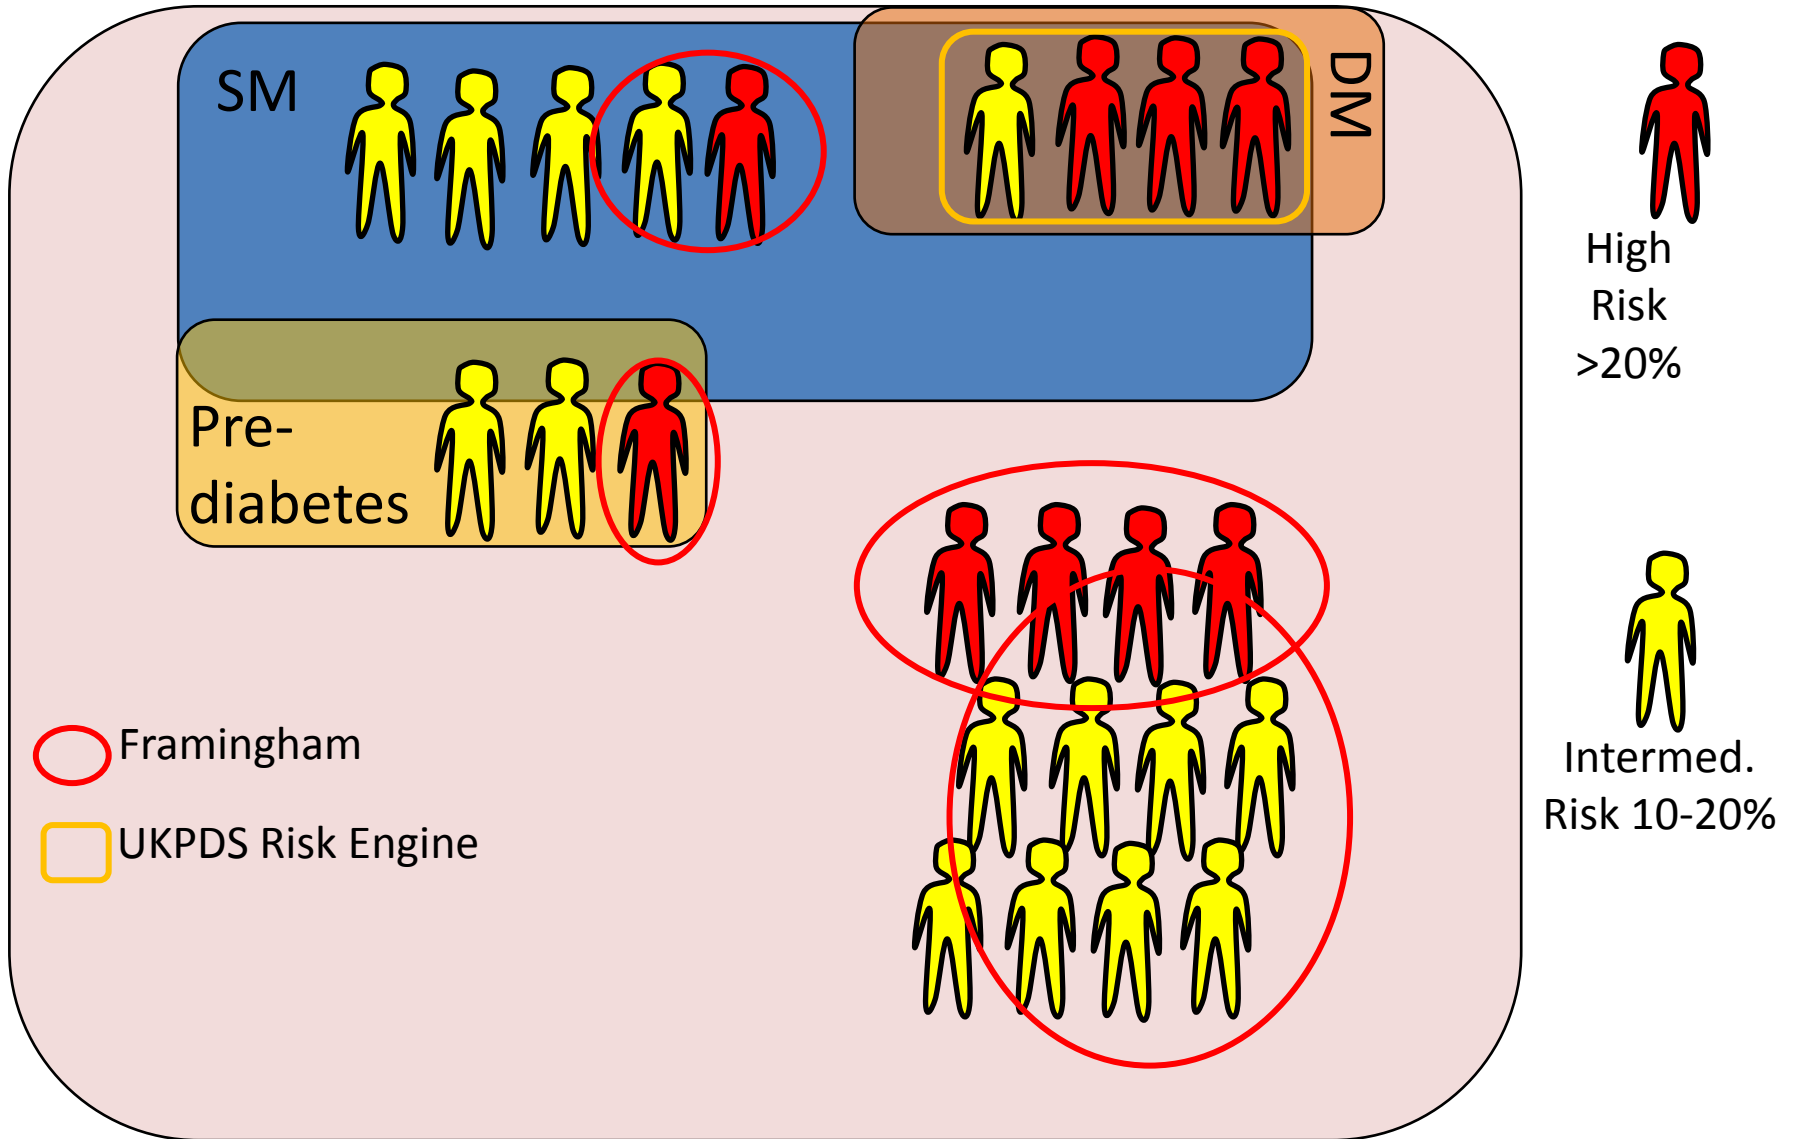 SM
DM
Pre-
diabetes
Framingham
UKPDS Risk Engine
High
Risk
>20%
Intermed.
Risk 10-20%